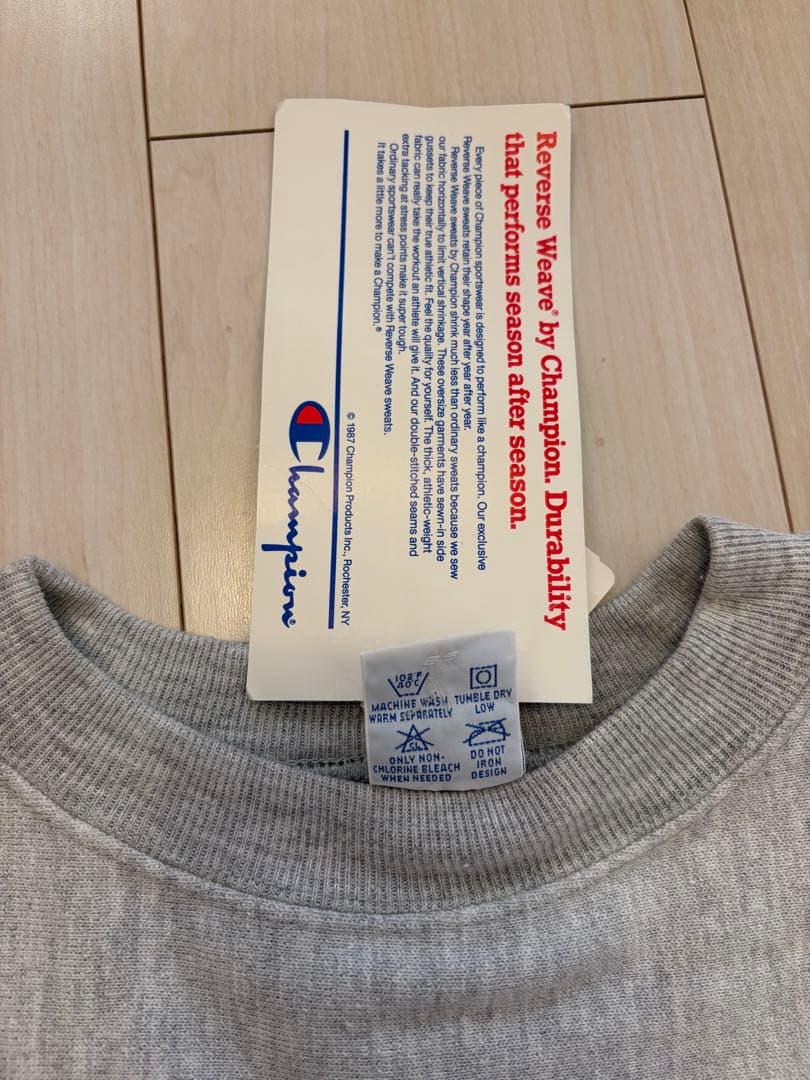 Reverse Weave® by Champion. Durability
that performs season after season.
Every piece of Champion sportswear is designed to perform like a champion. Our exclusive
Reverse Weave sweats retain their shape year after year after year.
Reverse Weave sweats by Champion shrink much less than ordinary sweats because we sew
our fabric horizontally to limit vertical shrinkage. These oversize garments have sewn-in side
gussets to keep their true athletic fit. Feel the quality for yourself. The thick, athletic-weight
fabric can really take the workout an athlete will give it. And our double-stitched seams and
extra tacking at stress points make it super tough.
Ordinary sportswear can't compete with Reverse Weave sweats.
It takes a little more to make a Champion.®
© 1987 Champion Products Inc., Rochester, NY
Champion®
102°F
40°C
MACHINE WASH
WARM SEPARATELY
TUMBLE DRY
LOW
CL
ONLY NON-
CHLORINE BLEACH
WHEN NEEDED
DO NOT
IRON
DESIGN